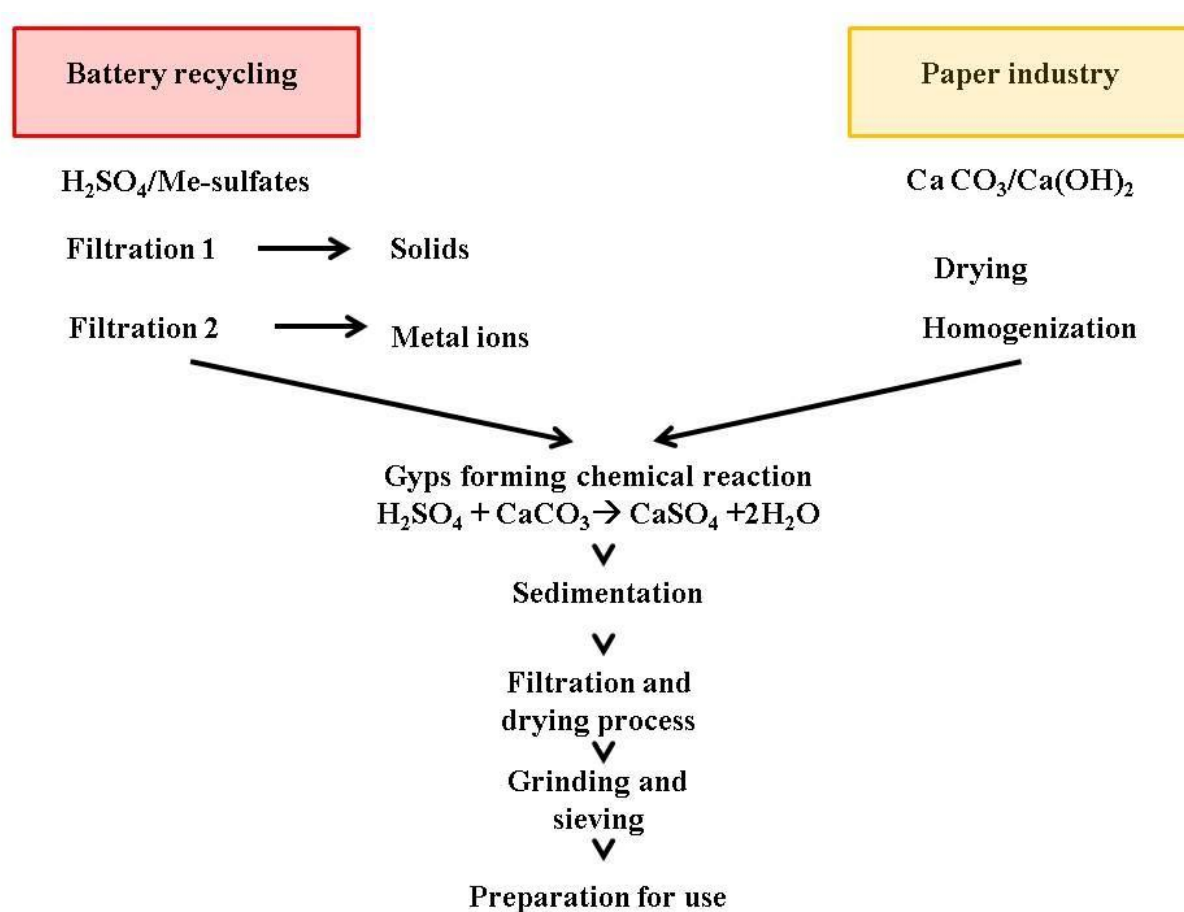 Battery recycling
Paper industry
H₂SO₄/Me-sulfates
Ca CO₃/Ca(OH)₂
Filtration 1
Solids
Drying
Filtration 2
Metal ions
Homogenization
Gyps forming chemical reaction
H₂SO₄ + CaCO₃→ CaSO₄ +2H₂O
Sedimentation
Filtration and
drying process
Grinding and
sieving
Preparation for use